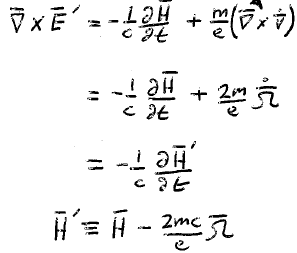 ∇̄ × Ē′ = -1/c ∂H̄/∂t + m/e (∇̄ × v̄̇)
= -1/c ∂H̄/∂t + 2m/e Ω̄̇
= -1/c ∂H̄′/∂t
H̄′ ≡ H̄ - 2mc/e Ω̄